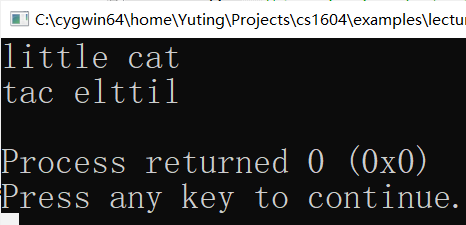 C:\cygwin64\home\Yuting\Projects\cs1604\examples\lectur
little cat
tac elttil
Process returned 0 (0x0)
Press any key to continue.